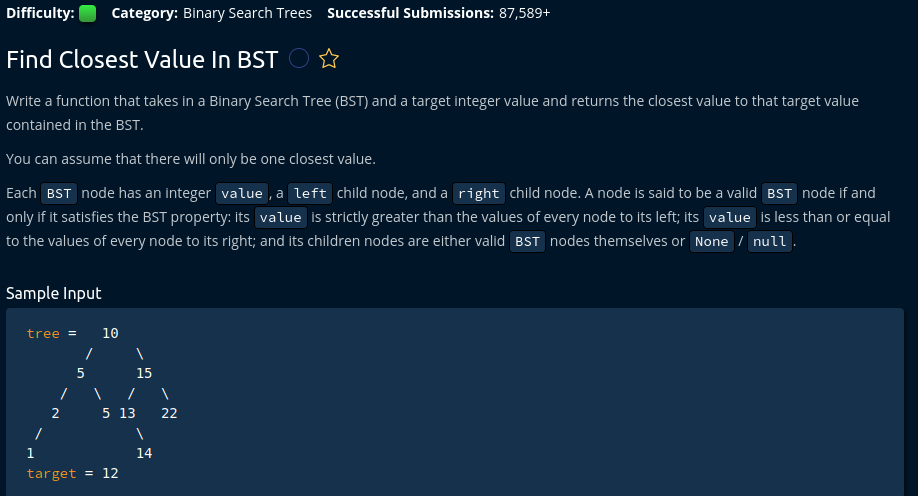 Difficulty: Category: Binary Search Trees Successful Submissions: 87,589+
Find Closest Value In BST
Write a function that takes in a Binary Search Tree (BST) and a target integer value and returns the closest value to that target value
contained in the BST.
You can assume that there will only be one closest value.
Each BST node has an integer value , a left child node, and a right child node. A node is said to be a valid BST node if and
only if it satisfies the BST property: its value is strictly greater than the values of every node to its left; its value is less than or equal
to the values of every node to its right; and its children nodes are either valid BST nodes themselves or None / null .
Sample Input
tree =   10
       /     \
      5      15
    /   \   /   \
   2     5 13   22
 /           \
1            14
target = 12